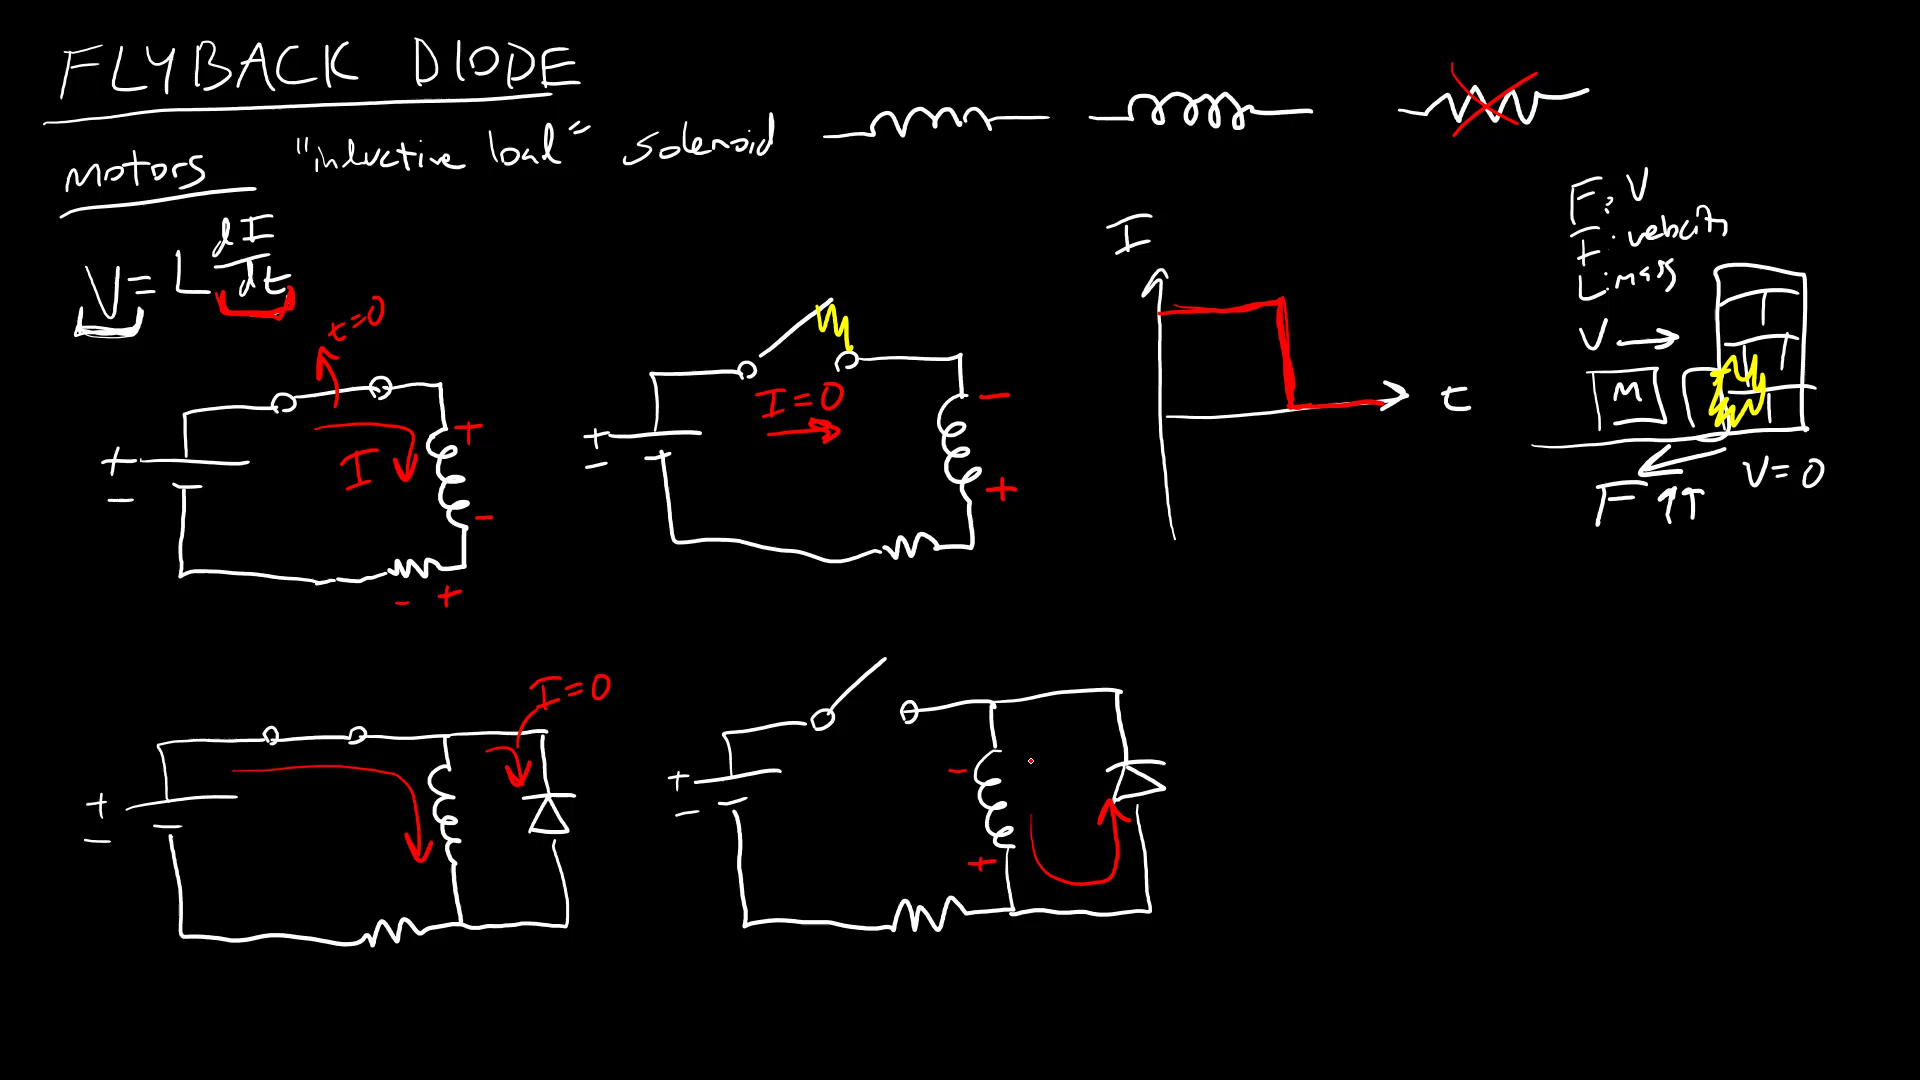 FLYBACK DIODE
motors "inductive load" solenoid
V = L dI/dt
F: V
I: velocity
L: mass
I
t=0
V →
M
I=0
t
+
-
I
+
-
- +
+
-
-
+
F ↑↑ V=0
I=0
+
-
+
-
-
+